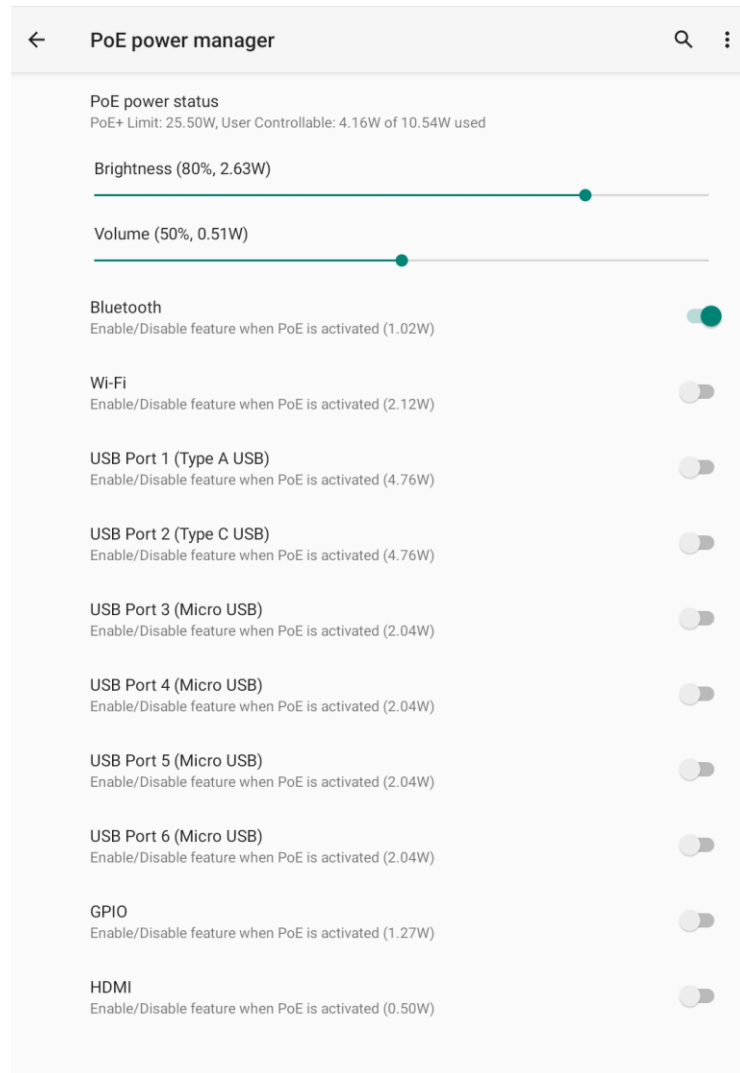 PoE power manager
PoE power status
PoE+ Limit: 25.50W, User Controllable: 4.16W of 10.54W used
Brightness (80%, 2.63W)
Volume (50%, 0.51W)
Bluetooth
Enable/Disable feature when PoE is activated (1.02W)
Wi-Fi
Enable/Disable feature when PoE is activated (2.12W)
USB Port 1 (Type A USB)
Enable/Disable feature when PoE is activated (4.76W)
USB Port 2 (Type C USB)
Enable/Disable feature when PoE is activated (4.76W)
USB Port 3 (Micro USB)
Enable/Disable feature when PoE is activated (2.04W)
USB Port 4 (Micro USB)
Enable/Disable feature when PoE is activated (2.04W)
USB Port 5 (Micro USB)
Enable/Disable feature when PoE is activated (2.04W)
USB Port 6 (Micro USB)
Enable/Disable feature when PoE is activated (2.04W)
GPIO
Enable/Disable feature when PoE is activated (1.27W)
HDMI
Enable/Disable feature when PoE is activated (0.50W)